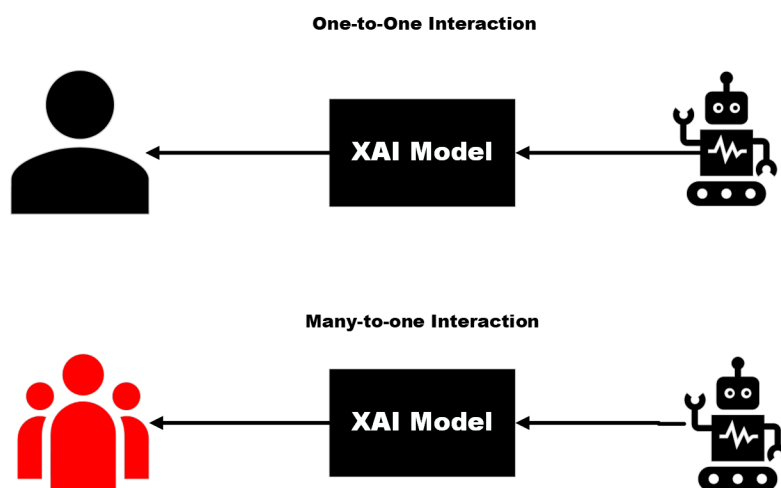 One-to-One Interaction
XAI Model
Many-to-one Interaction
XAI Model